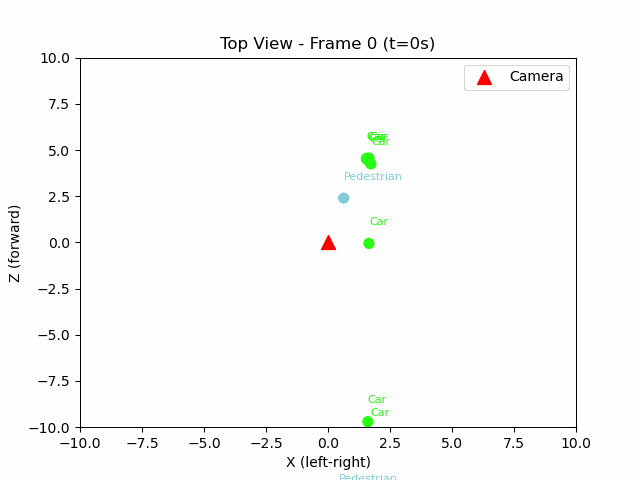 Top View - Frame 0 (t=0s)
10.0
Camera
7.5
Car
Car
Car
5.0
Pedestrian
2.5
Car
0.0
Z (forward)
−2.5
−5.0
−7.5
Car
Car
−10.0
−10.0 −7.5 −5.0 −2.5 0.0 2.5 5.0 7.5 10.0
X (left-right)
Pedestrian